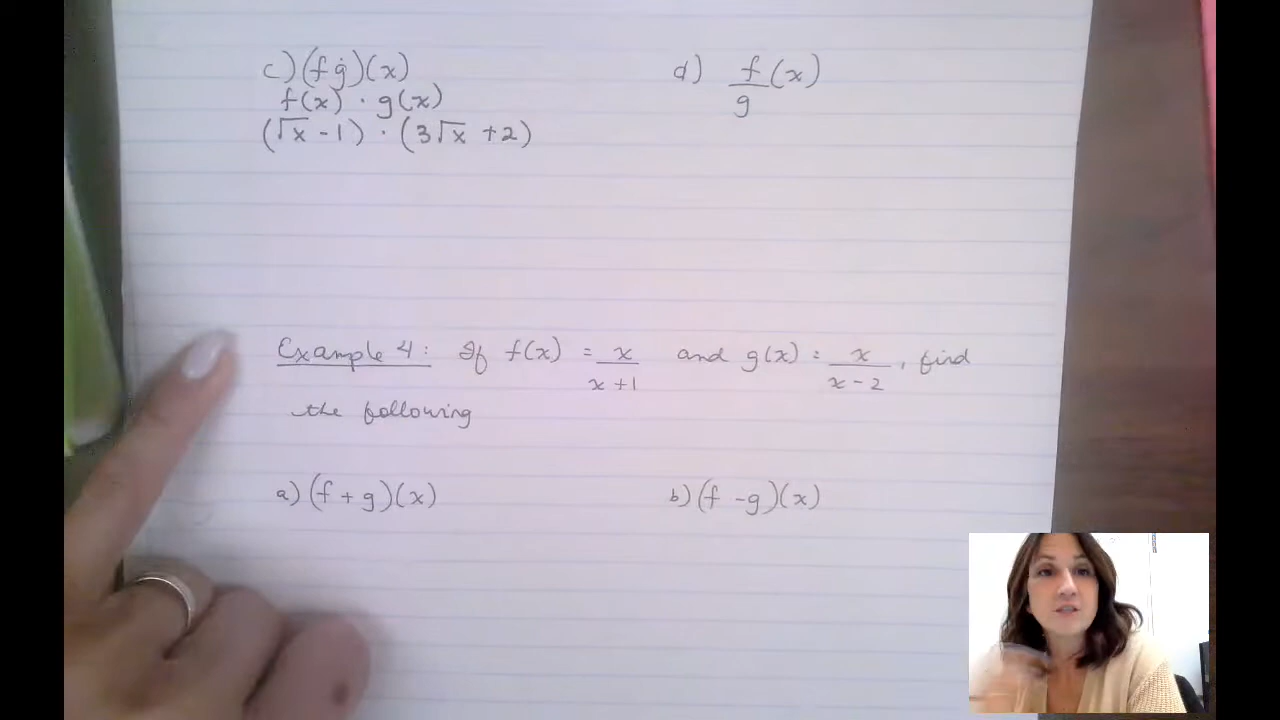 c) (f·g)(x)
f(x) · g(x)
(√x - 1) · (3√x + 2)
d) f/g (x)
Example 4: If f(x) = x/(x+1) and g(x) = x/(x-2), find
the following
a) (f + g)(x)
b) (f - g)(x)